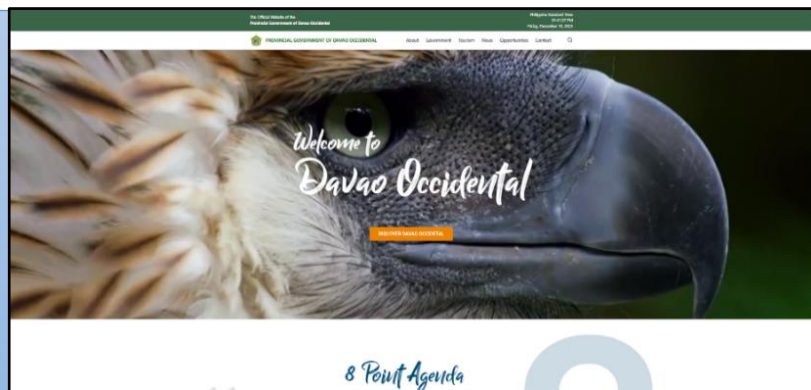 The Official Website of the
Provincial Government of Davao Occidental
Philippine Standard Time
PROVINCIAL GOVERNMENT OF DAVAO OCCIDENTAL
About Government Tourism News Opportunities Contact
Welcome to
Davao Occidental
DISCOVER DAVAO OCCIDENTAL
8 Point Agenda
8